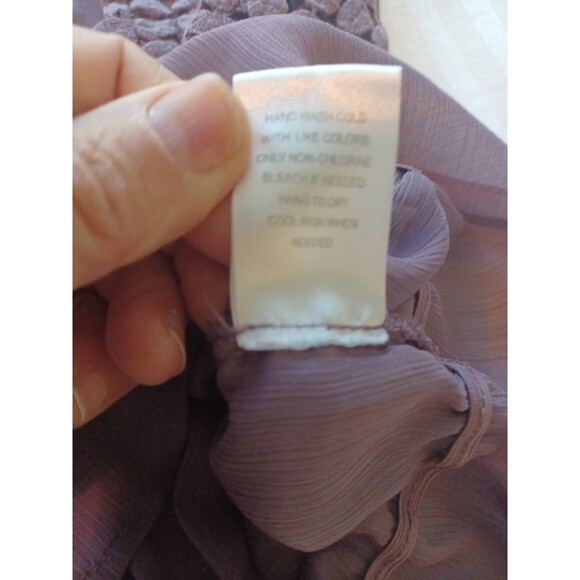 HAND WASH COLD
WITH LIKE COLORS
ONLY NON-CHLORINE
BLEACH IF NEEDED
HANG TO DRY
COOL IRON WHEN
NEEDED